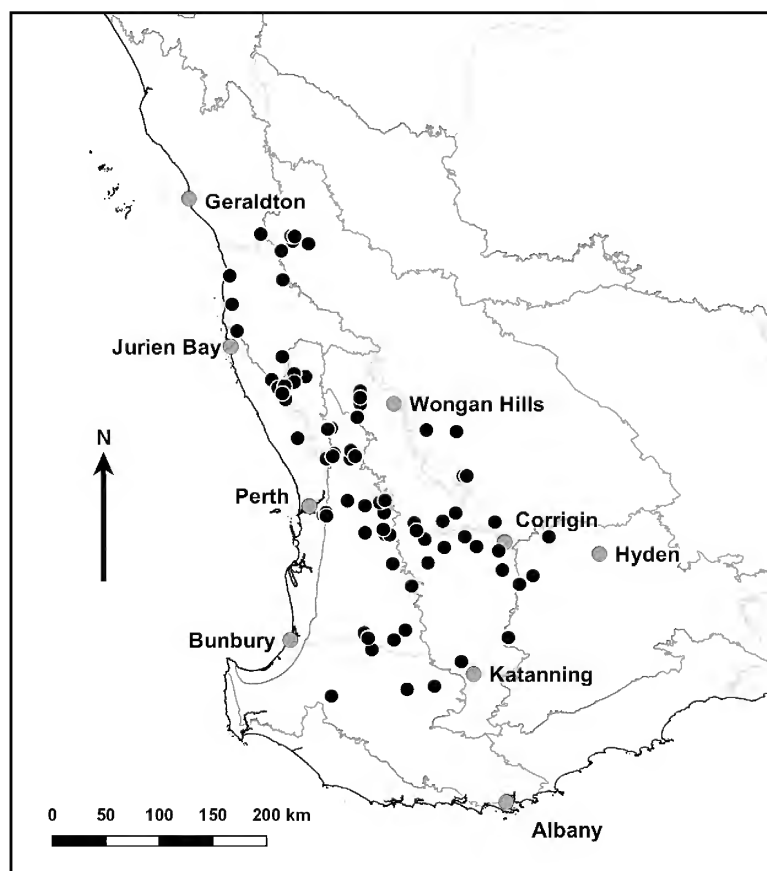 Geraldton
Jurien Bay
Wongan Hills
N
Perth
Corrigin
Hyden
Bunbury
Katanning
0 50 100 150 200 km
Albany